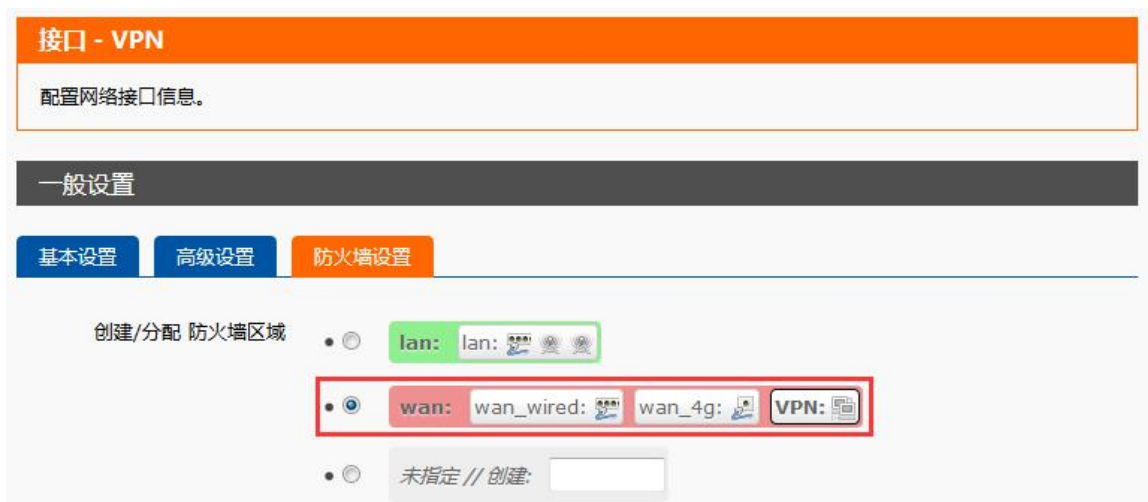 接口 - VPN
配置网络接口信息。
一般设置
基本设置 高级设置 防火墙设置
创建/分配 防火墙区域
lan: lan:
wan: wan_wired: wan_4g: VPN:
未指定 // 创建: